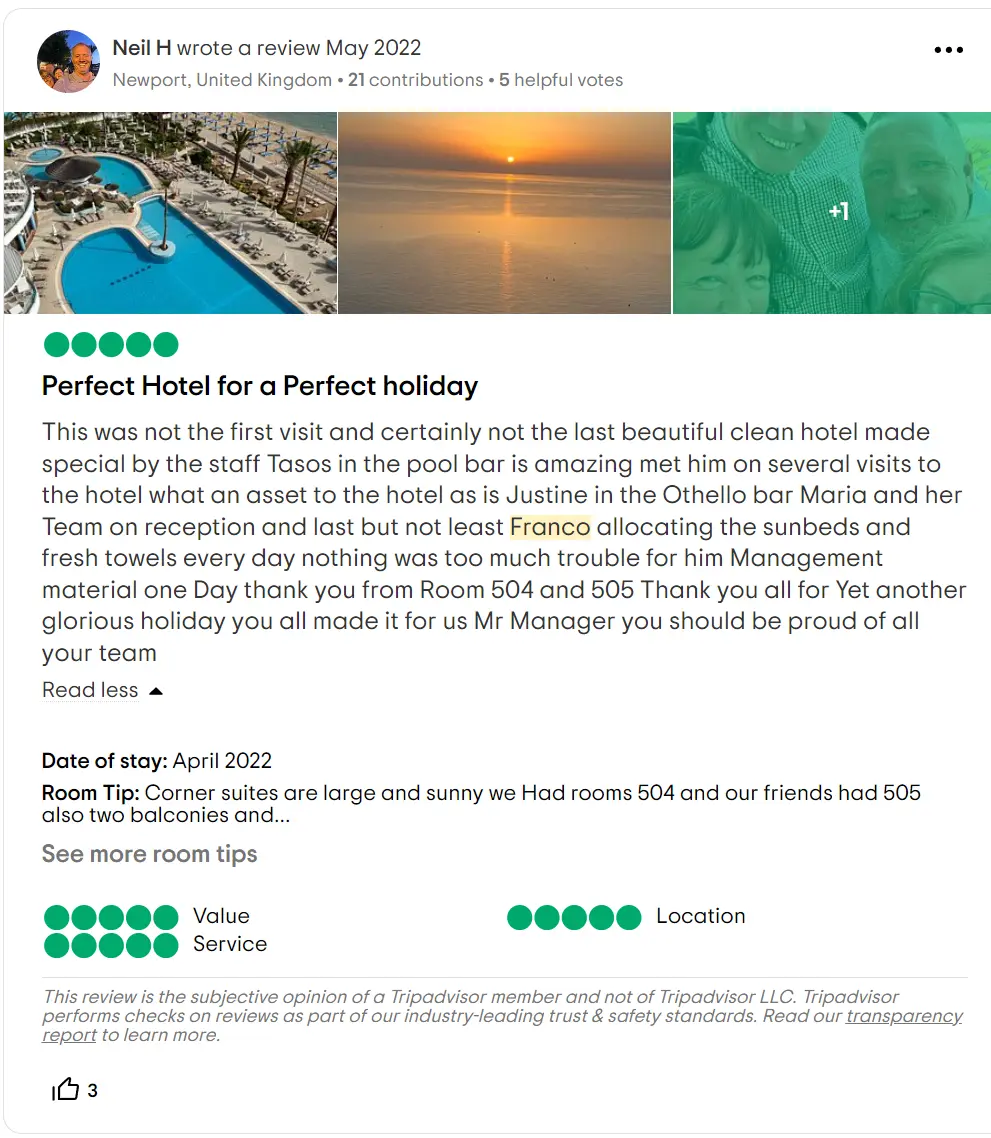 Neil H wrote a review May 2022
Newport, United Kingdom • 21 contributions • 5 helpful votes
+1
Perfect Hotel for a Perfect holiday
This was not the first visit and certainly not the last beautiful clean hotel made
special by the staff Tasos in the pool bar is amazing met him on several visits to
the hotel what an asset to the hotel as is Justine in the Othello bar Maria and her
Team on reception and last but not least Franco allocating the sunbeds and
fresh towels every day nothing was too much trouble for him Management
material one Day thank you from Room 504 and 505 Thank you all for Yet another
glorious holiday you all made it for us Mr Manager you should be proud of all
your team
Read less
Date of stay: April 2022
Room Tip: Corner suites are large and sunny we Had rooms 504 and our friends had 505
also two balconies and...
See more room tips
Value
Location
Service
This review is the subjective opinion of a Tripadvisor member and not of Tripadvisor LLC. Tripadvisor
performs checks on reviews as part of our industry-leading trust & safety standards. Read our transparency
report to learn more.
3